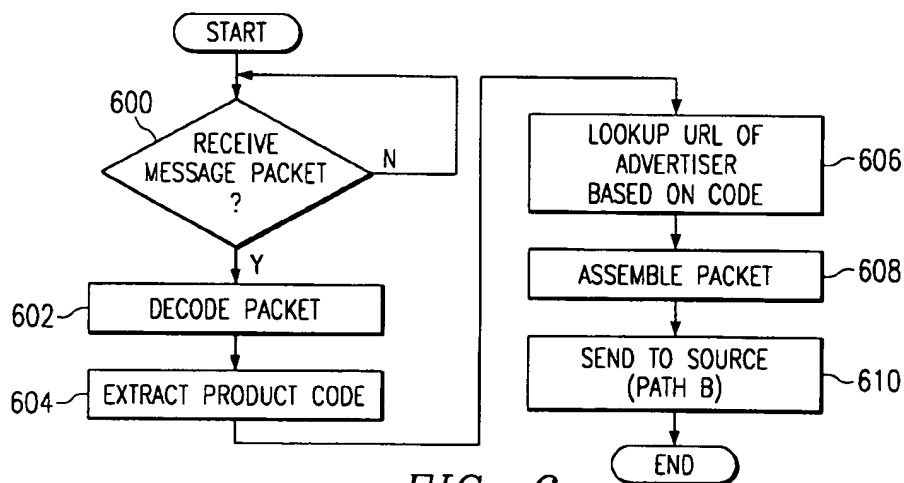 START
600
RECEIVE
MESSAGE PACKET
?
N
Y
602
DECODE PACKET
604
EXTRACT PRODUCT CODE
LOOKUP URL OF
ADVERTISER
BASED ON CODE
606
ASSEMBLE PACKET
608
SEND TO SOURCE
(PATH B)
610
END
FIG.